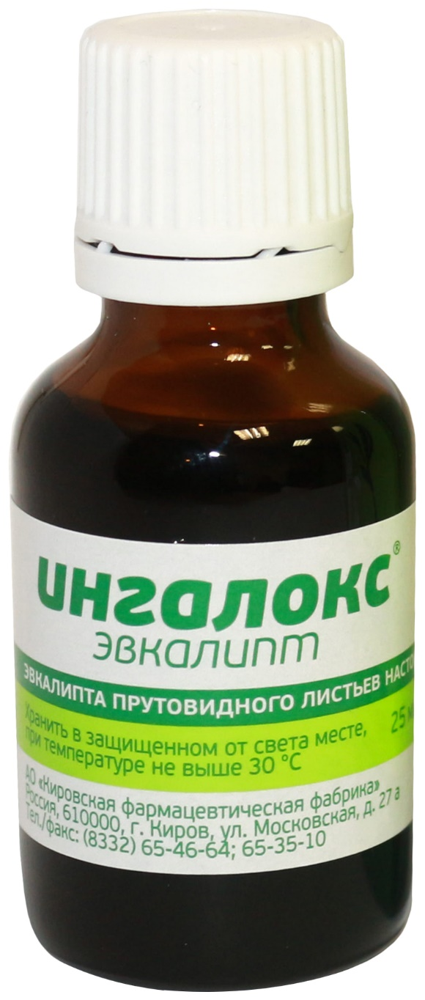 ингалокс®
эвкалипт
ЭВКАЛИПТА ПРУТОВИДНОГО ЛИСТЬЕВ
Хранить в защищенном от света месте, 25
при температуре не выше 30 °С
АО «Кировская фармацевтическая фабрика»
Россия, 610000, г. Киров, ул. Московская, д. 27 а
Тел./факс: (8332) 65-46-64; 65-35-10